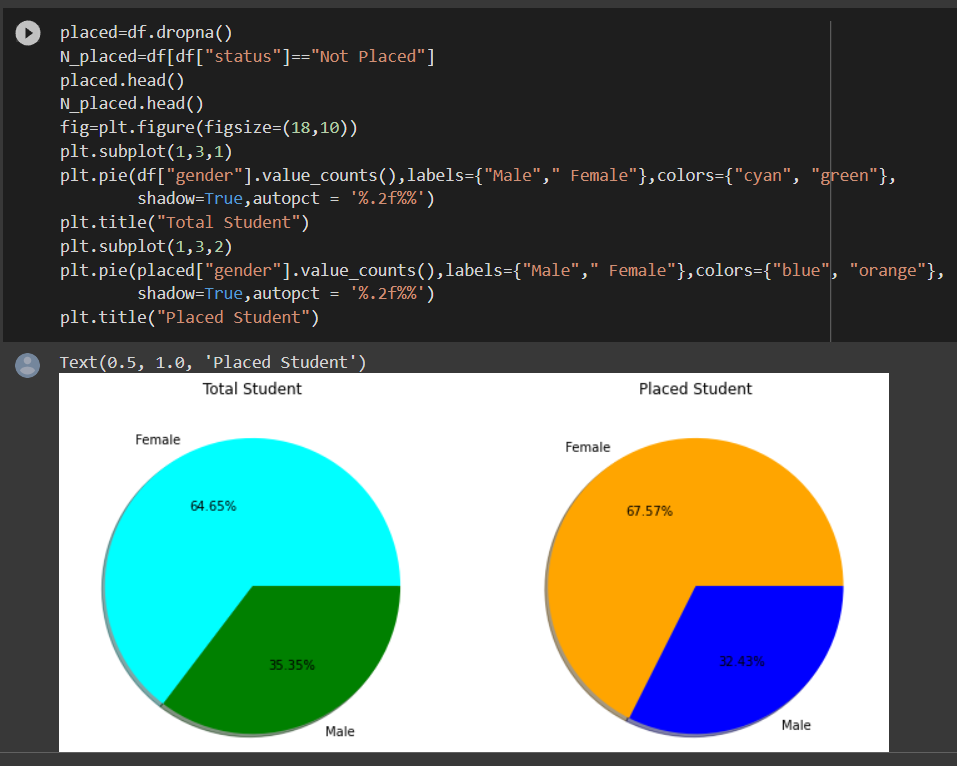 placed=df.dropna()
N_placed=df[df["status"]=="Not Placed"]
placed.head()
N_placed.head()
fig=plt.figure(figsize=(18,10))
plt.subplot(1,3,1)
plt.pie(df["gender"].value_counts(),labels={"Male"," Female"},colors={"cyan", "green"},
        shadow=True,autopct = '%.2f%%')
plt.title("Total Student")
plt.subplot(1,3,2)
plt.pie(placed["gender"].value_counts(),labels={"Male"," Female"},colors={"blue", "orange"},
        shadow=True,autopct = '%.2f%%')
plt.title("Placed Student")
Text(0.5, 1.0, 'Placed Student')
Total Student
Female
64.65%
35.35%
Male
Placed Student
Female
67.57%
32.43%
Male